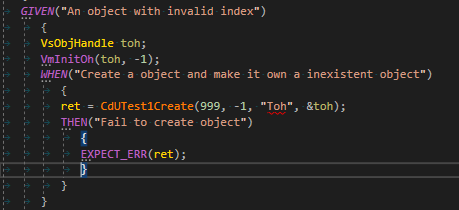 GIVEN("An object with invalid index")
{
VsObjHandle toh;
VmInitOh(toh, -1);
WHEN("Create a object and make it own a inexistent object")
{
ret = CdUTest1Create(999, -1, "Toh", &toh);
THEN("Fail to create object")
{
EXPECT_ERR(ret);
}
}
}